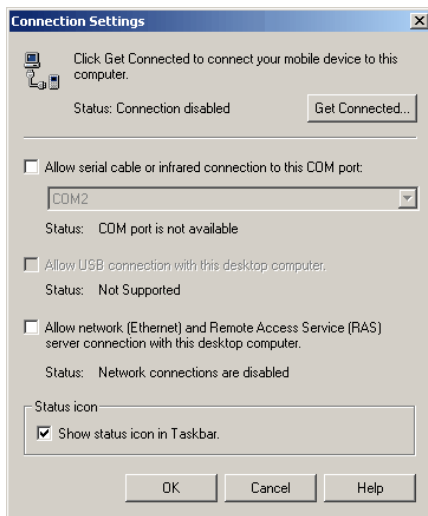 Connection Settings
Click Get Connected to connect your mobile device to this
computer.
Status: Connection disabled
Get Connected...
Allow serial cable or infrared connection to this COM port:
COM2
Status: COM port is not available
Allow USB connection with this desktop computer.
Status: Not Supported
Allow network (Ethernet) and Remote Access Service (RAS)
server connection with this desktop computer.
Status: Network connections are disabled
Status icon
Show status icon in Taskbar.
OK Cancel Help